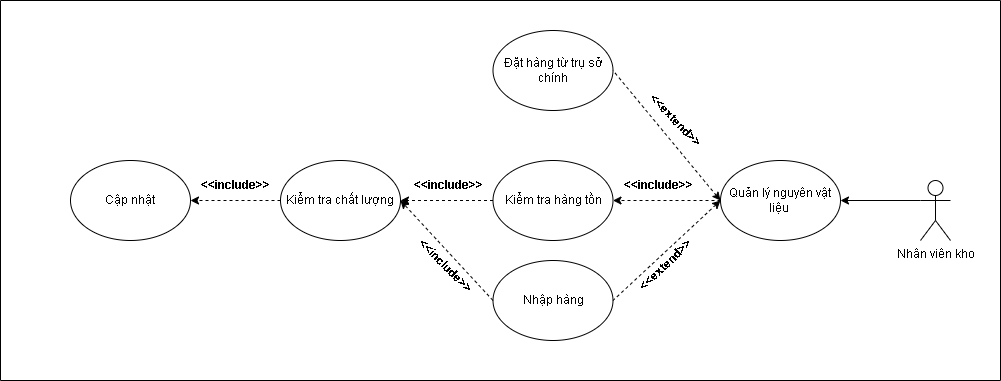 Đặt hàng từ trụ sở
chính
<<extend>>
Cập nhật
<<include>>
Kiểm tra chất lượng
<<include>>
Kiểm tra hàng tồn
<<include>>
Quản lý nguyên vật
liệu
Nhân viên kho
<<include>>
<<extend>>
Nhập hàng